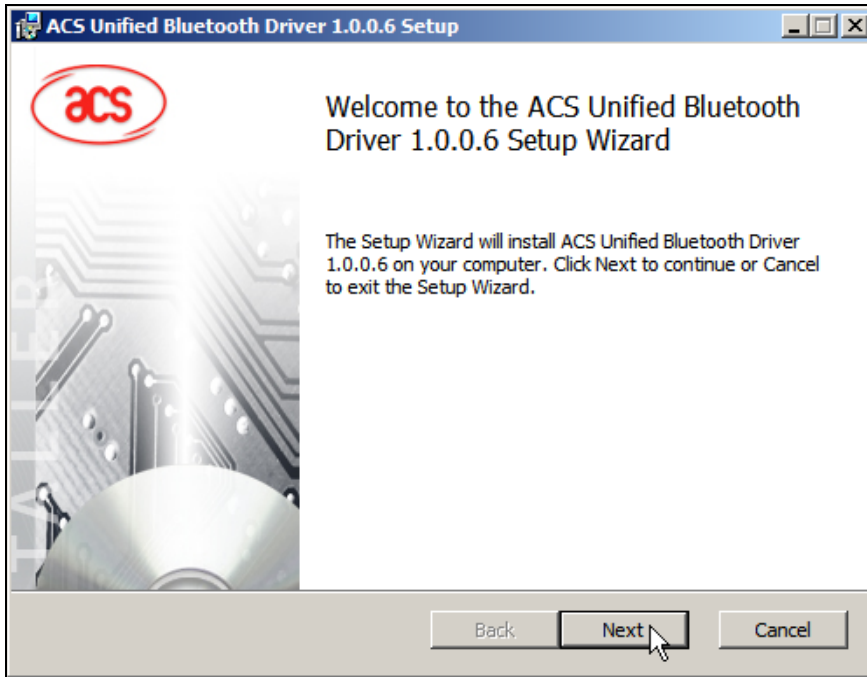 ACS Unified Bluetooth Driver 1.0.0.6 Setup
acs
Welcome to the ACS Unified Bluetooth
Driver 1.0.0.6 Setup Wizard
The Setup Wizard will install ACS Unified Bluetooth Driver
1.0.0.6 on your computer. Click Next to continue or Cancel
to exit the Setup Wizard.
Back
Next
Cancel